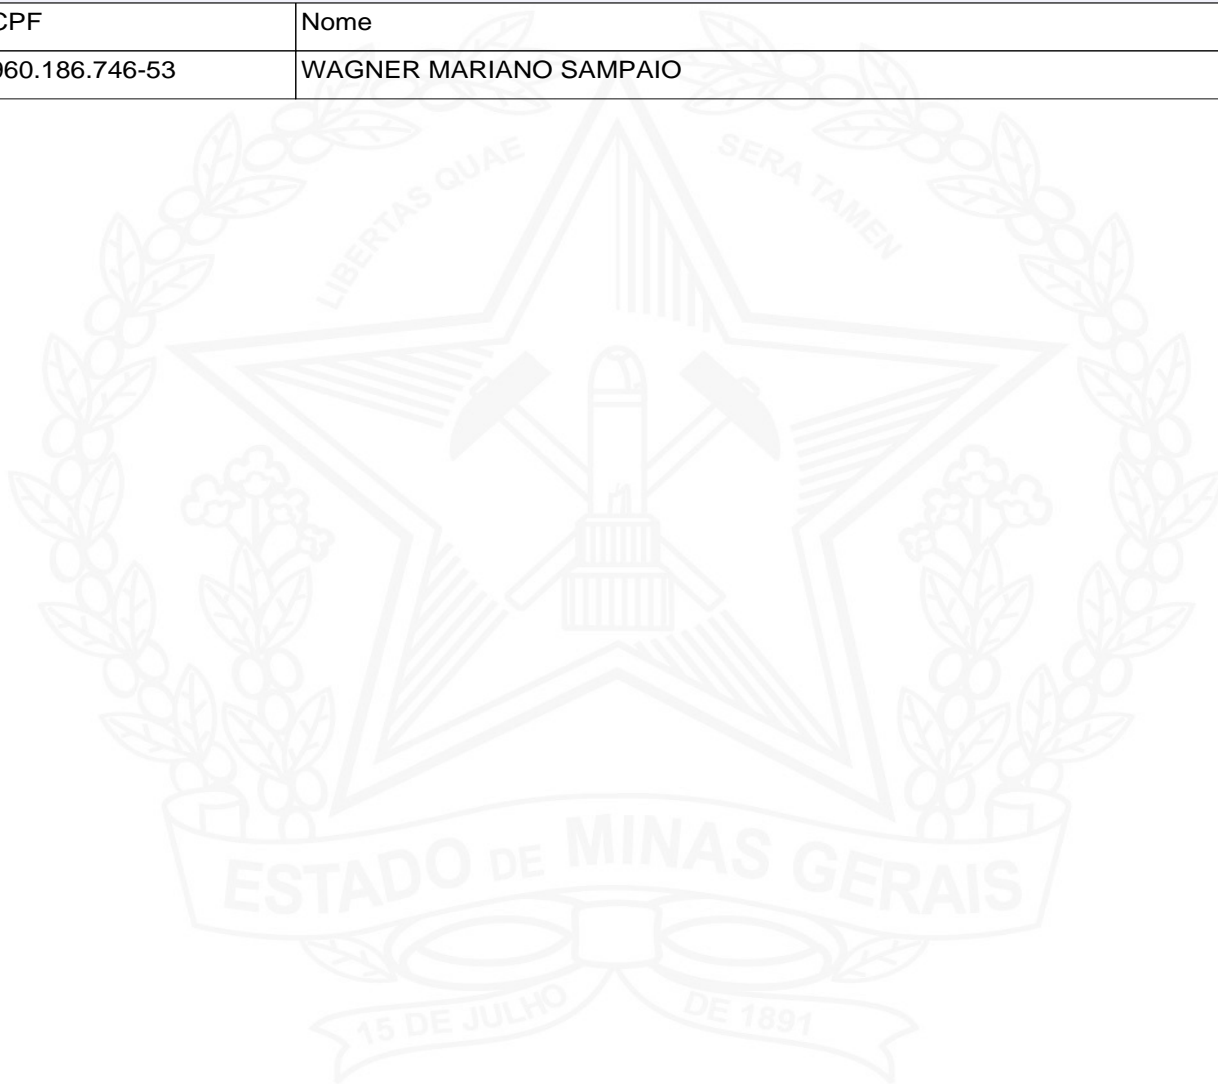 CPF Nome
960.186.746-53 WAGNER MARIANO SAMPAIO
LIBERTAS QUAE SERA TAMEN
ESTADO DE MINAS GERAIS
15 DE JULHO DE 1891